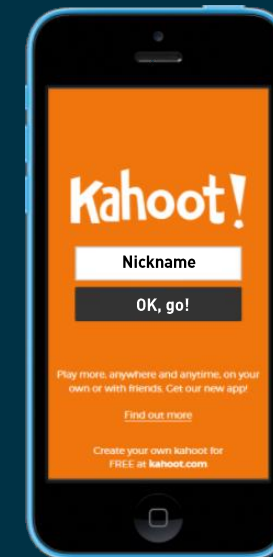 Kahoot!
Nickname
OK, go!
Play more, anywhere and anytime, on your
own or with friends. Get our new app!
Find out more
Create your own kahoot for
FREE at kahoot.com